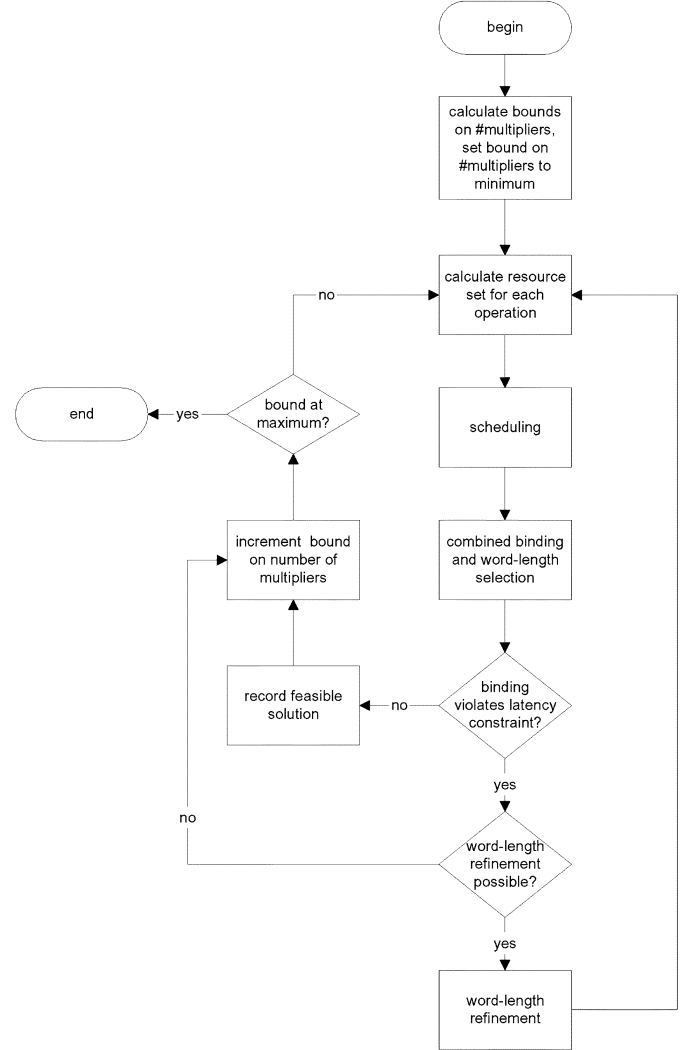 begin
calculate bounds
on #multipliers,
set bound on
#multipliers to
minimum
no
calculate resource
set for each
operation
end
yes
bound at
maximum?
scheduling
increment bound
on number of
multipliers
combined binding
and word-length
selection
record feasible
solution
no
binding
violates latency
constraint?
yes
no
word-length
refinement
possible?
yes
word-length
refinement